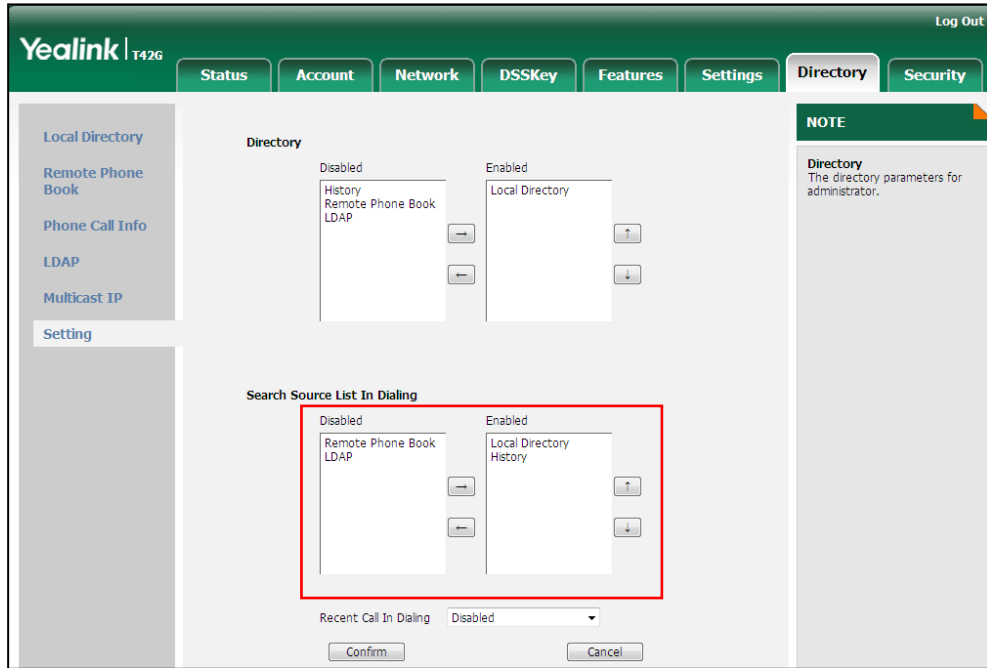 Log Out
Yealink T42G
Status Account Network DSSKey Features Settings Directory Security
Local Directory
Remote Phone
Book
Phone Call Info
LDAP
Multicast IP
Setting
Directory
Disabled
History
Remote Phone Book
LDAP
→
←
Enabled
Local Directory
↑
↓
Search Source List In Dialing
Disabled
Remote Phone Book
LDAP
→
←
Enabled
Local Directory
History
↑
↓
Recent Call In Dialing Disabled
Confirm Cancel
NOTE
Directory
The directory parameters for
administrator.